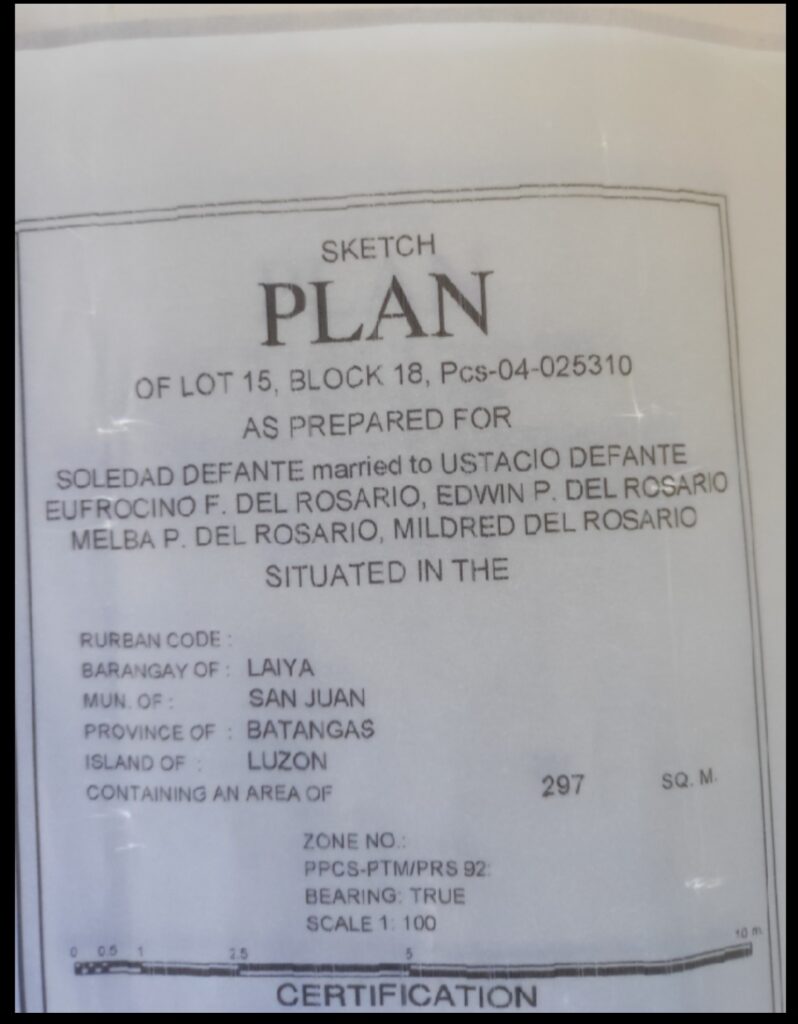 SKETCH
PLAN
OF LOT 15, BLOCK 18, Pcs-04-025310
AS PREPARED FOR
SOLEDAD DEFANTE married to USTACIO DEFANTE
EUFROCINO F. DEL ROSARIO, EDWIN P. DEL ROSARIO
MELBA P. DEL ROSARIO, MILDRED DEL ROSARIO
SITUATED IN THE
RURBAN CODE :
BARANGAY OF : LAIYA
MUN. OF : SAN JUAN
PROVINCE OF : BATANGAS
ISLAND OF : LUZON
CONTAINING AN AREA OF 297 SQ. M.
ZONE NO.:
PPCS-PTM/PRS 92:
BEARING: TRUE
SCALE 1: 100
0 0.5 1 2.5 5 10 m.
CERTIFICATION